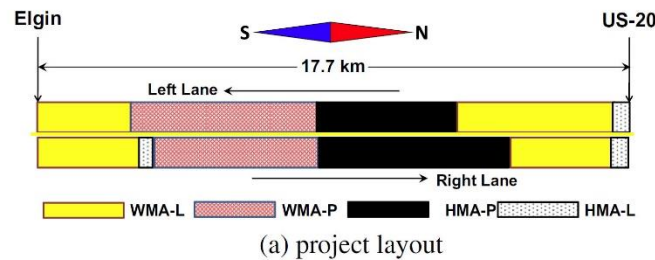 Elgin US-20
S N
17.7 km
Left Lane
Right Lane
WMA-L WMA-P HMA-P HMA-L
(a) project layout